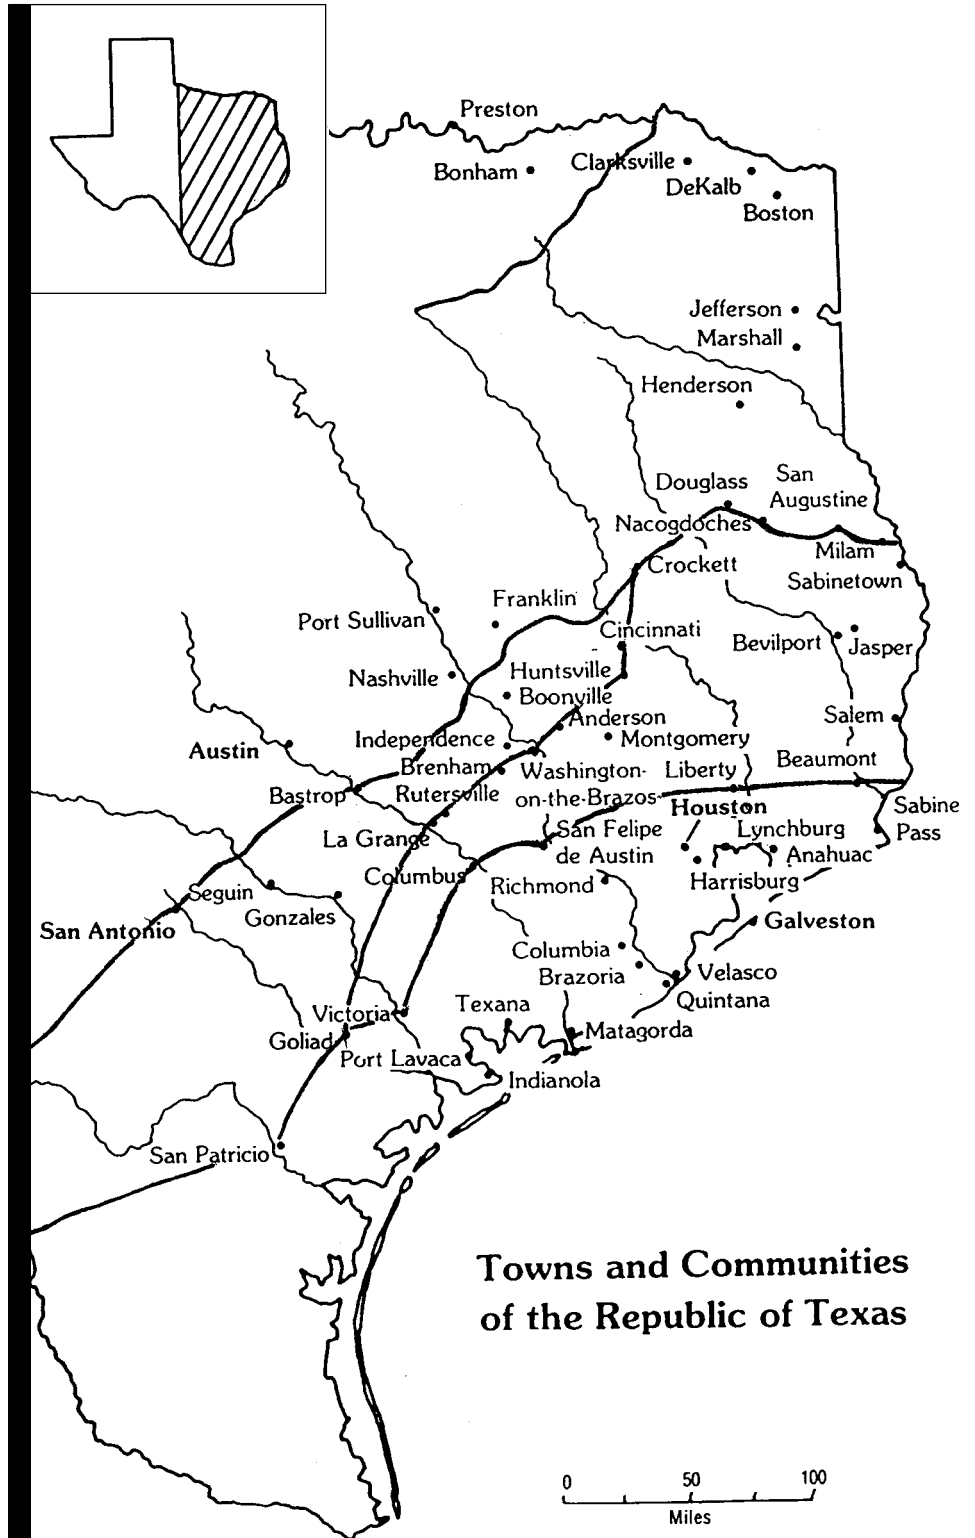 Preston
Bonham
Clarksville
DeKalb
Boston
Jefferson
Marshall
Henderson
Douglass
San
Augustine
Nacogdoches
Milam
Crockett
Sabinetown
Franklin
Port Sullivan
Cincinnati
Bevilport
Jasper
Nashville
Huntsville
Boonville
Anderson
Salem
Austin
Independence
Montgomery
Brenham
Washington-
on-the-Brazos
Liberty
Beaumont
Bastrop
Rutersville
Houston
Sabine
Pass
La Grange
San Felipe
de Austin
Lynchburg
Anahuac
Columbus
Richmond
Harrisburg
Seguin
Gonzales
San Antonio
Galveston
Columbia
Brazoria
Velasco
Quintana
Victoria
Texana
Goliad
Matagorda
Port Lavaca
Indianola
San Patricio
Towns and Communities
of the Republic of Texas
0 50 100
Miles